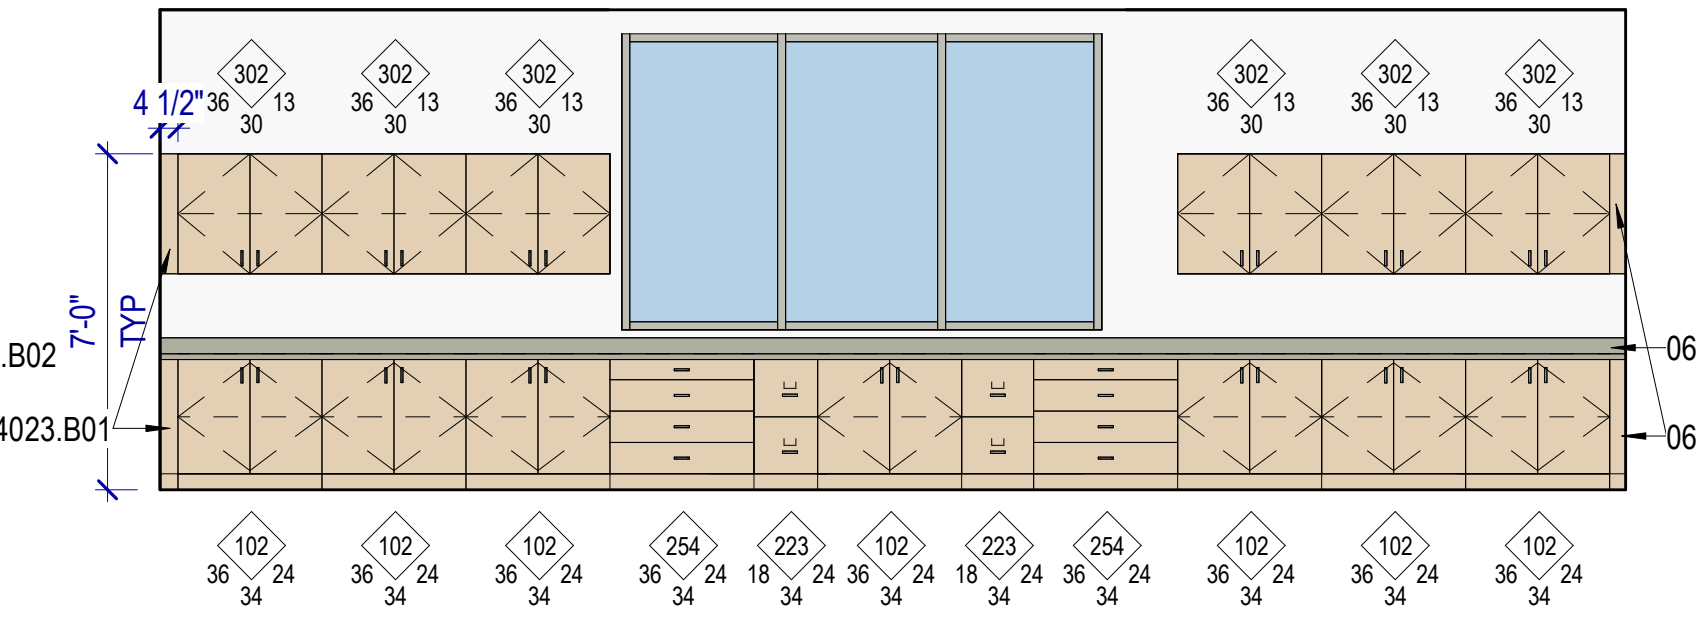 302 302 302 302 302 302
4 1/2" 36 13 36 13 36 13 36 13 36 13 36 13
30 30 30 30 30 30
7'-0"
TYP
.B02 06
4023.B01 06
102 102 102 254 223 102 223 254 102 102 102
36 24 36 24 36 24 36 24 18 24 36 24 18 24 36 24 36 24 36 24 36 24
34 34 34 34 34 34 34 34 34 34 34